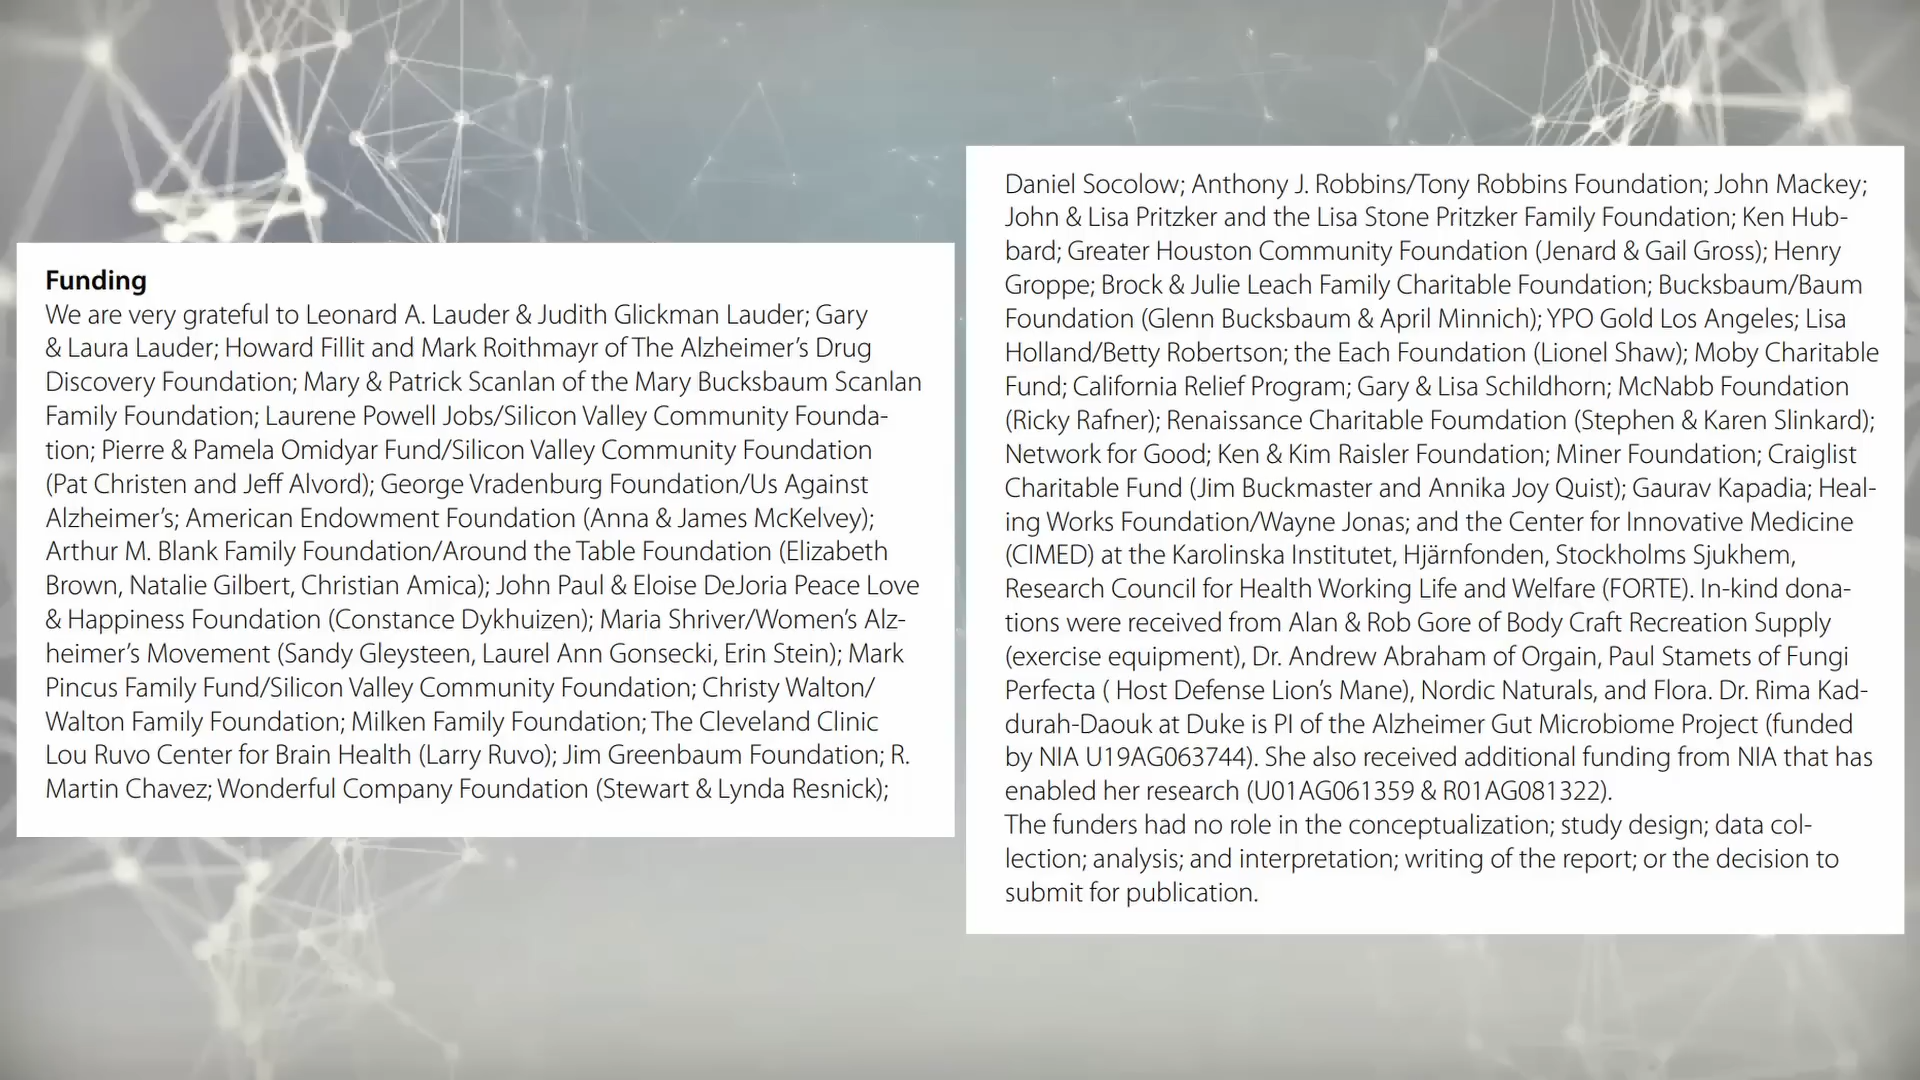 Funding
We are very grateful to Leonard A. Lauder & Judith Glickman Lauder; Gary
& Laura Lauder; Howard Fillit and Mark Roithmayr of The Alzheimer’s Drug
Discovery Foundation; Mary & Patrick Scanlan of the Mary Bucksbaum Scanlan
Family Foundation; Laurene Powell Jobs/Silicon Valley Community Founda-
tion; Pierre & Pamela Omidyar Fund/Silicon Valley Community Foundation
(Pat Christen and Jeff Alvord); George Vradenburg Foundation/Us Against
Alzheimer’s; American Endowment Foundation (Anna & James McKelvey);
Arthur M. Blank Family Foundation/Around the Table Foundation (Elizabeth
Brown, Natalie Gilbert, Christian Amica); John Paul & Eloise DeJoria Peace Love
& Happiness Foundation (Constance Dykhuizen); Maria Shriver/Women’s Alz-
heimer’s Movement (Sandy Gleysteen, Laurel Ann Gonsecki, Erin Stein); Mark
Pincus Family Fund/Silicon Valley Community Foundation; Christy Walton/
Walton Family Foundation; Milken Family Foundation; The Cleveland Clinic
Lou Ruvo Center for Brain Health (Larry Ruvo); Jim Greenbaum Foundation; R.
Martin Chavez; Wonderful Company Foundation (Stewart & Lynda Resnick);
Daniel Socolow; Anthony J. Robbins/Tony Robbins Foundation; John Mackey;
John & Lisa Pritzker and the Lisa Stone Pritzker Family Foundation; Ken Hub-
bard; Greater Houston Community Foundation (Jenard & Gail Gross); Henry
Groppe; Brock & Julie Leach Family Charitable Foundation; Bucksbaum/Baum
Foundation (Glenn Bucksbaum & April Minnich); YPO Gold Los Angeles; Lisa
Holland/Betty Robertson; the Each Foundation (Lionel Shaw); Moby Charitable
Fund; California Relief Program; Gary & Lisa Schildhorn; McNabb Foundation
(Ricky Rafner); Renaissance Charitable Foumdation (Stephen & Karen Slinkard);
Network for Good; Ken & Kim Raisler Foundation; Miner Foundation; Craiglist
Charitable Fund (Jim Buckmaster and Annika Joy Quist); Gaurav Kapadia; Heal-
ing Works Foundation/Wayne Jonas; and the Center for Innovative Medicine
(CIMED) at the Karolinska Institutet, Hjärnfonden, Stockholms Sjukhem,
Research Council for Health Working Life and Welfare (FORTE). In-kind dona-
tions were received from Alan & Rob Gore of Body Craft Recreation Supply
(exercise equipment), Dr. Andrew Abraham of Orgain, Paul Stamets of Fungi
Perfecta ( Host Defense Lion’s Mane), Nordic Naturals, and Flora. Dr. Rima Kad-
durah-Daouk at Duke is PI of the Alzheimer Gut Microbiome Project (funded
by NIA U19AG063744). She also received additional funding from NIA that has
enabled her research (U01AG061359 & R01AG081322).
The funders had no role in the conceptualization; study design; data col-
lection; analysis; and interpretation; writing of the report; or the decision to
submit for publication.